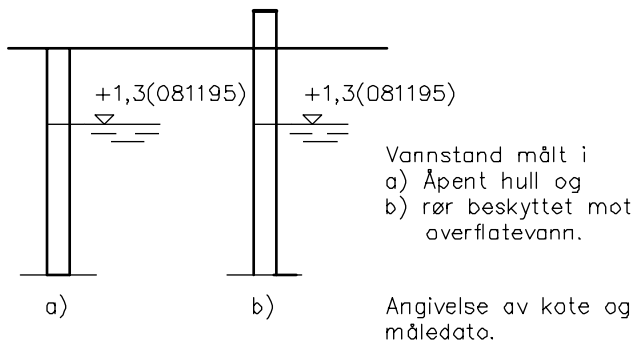 +1,3(081195) +1,3(081195)
Vannstand målt i
a) Åpent hull og
b) rør beskyttet mot
overflatevann.
a) b) Angivelse av kote og
måledato.